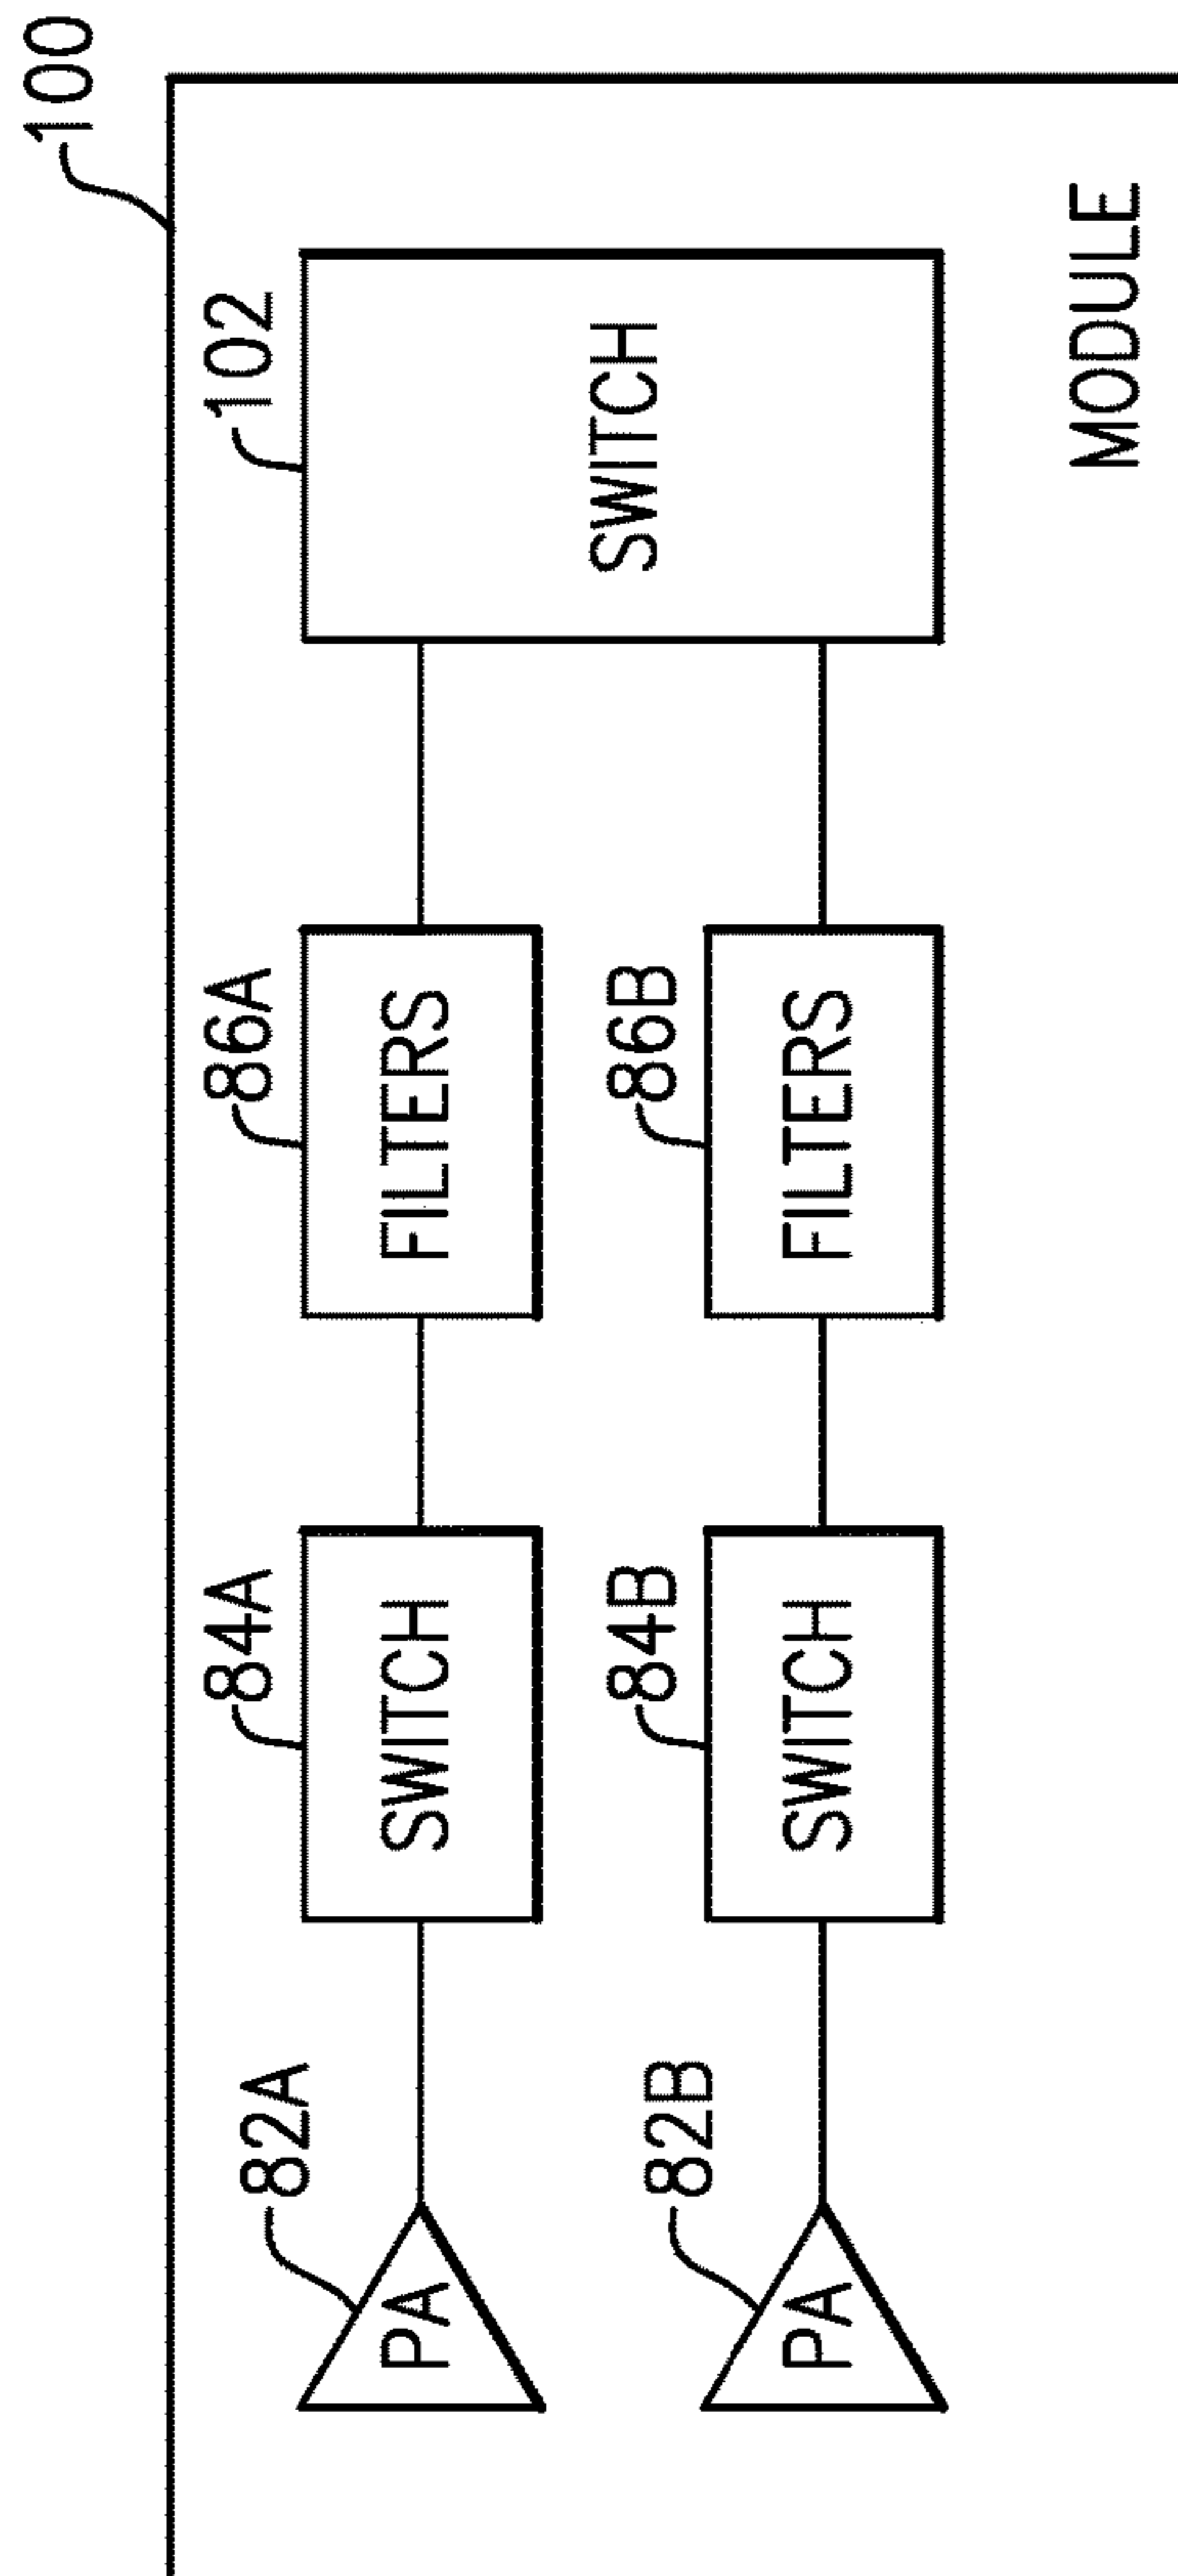 100
82A
84A
86A
102
PA
SWITCH
FILTERS
SWITCH
82B
84B
86B
PA
SWITCH
FILTERS
MODULE